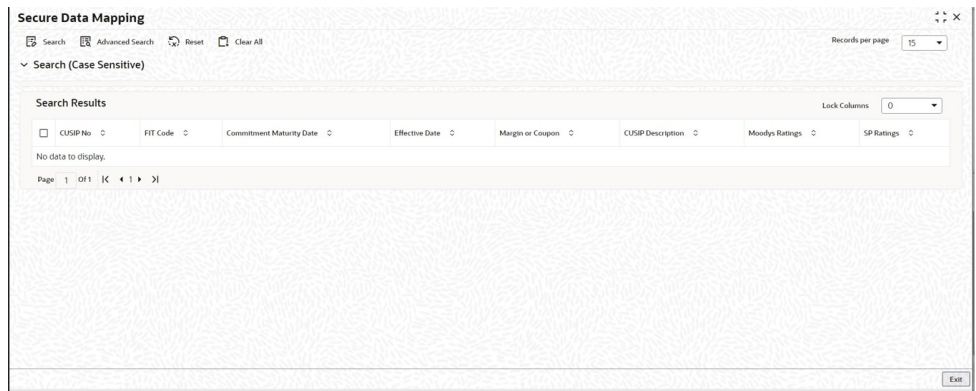 Secure Data Mapping
Search Advanced Search Reset Clear All Records per page 15
Search (Case Sensitive)
Search Results Lock Columns 0
CUSIP No FIT Code Commitment Maturity Date Effective Date Margin or Coupon CUSIP Description Moodys Ratings SP Ratings
No data to display.
Page 1 Of 1 1
Exit